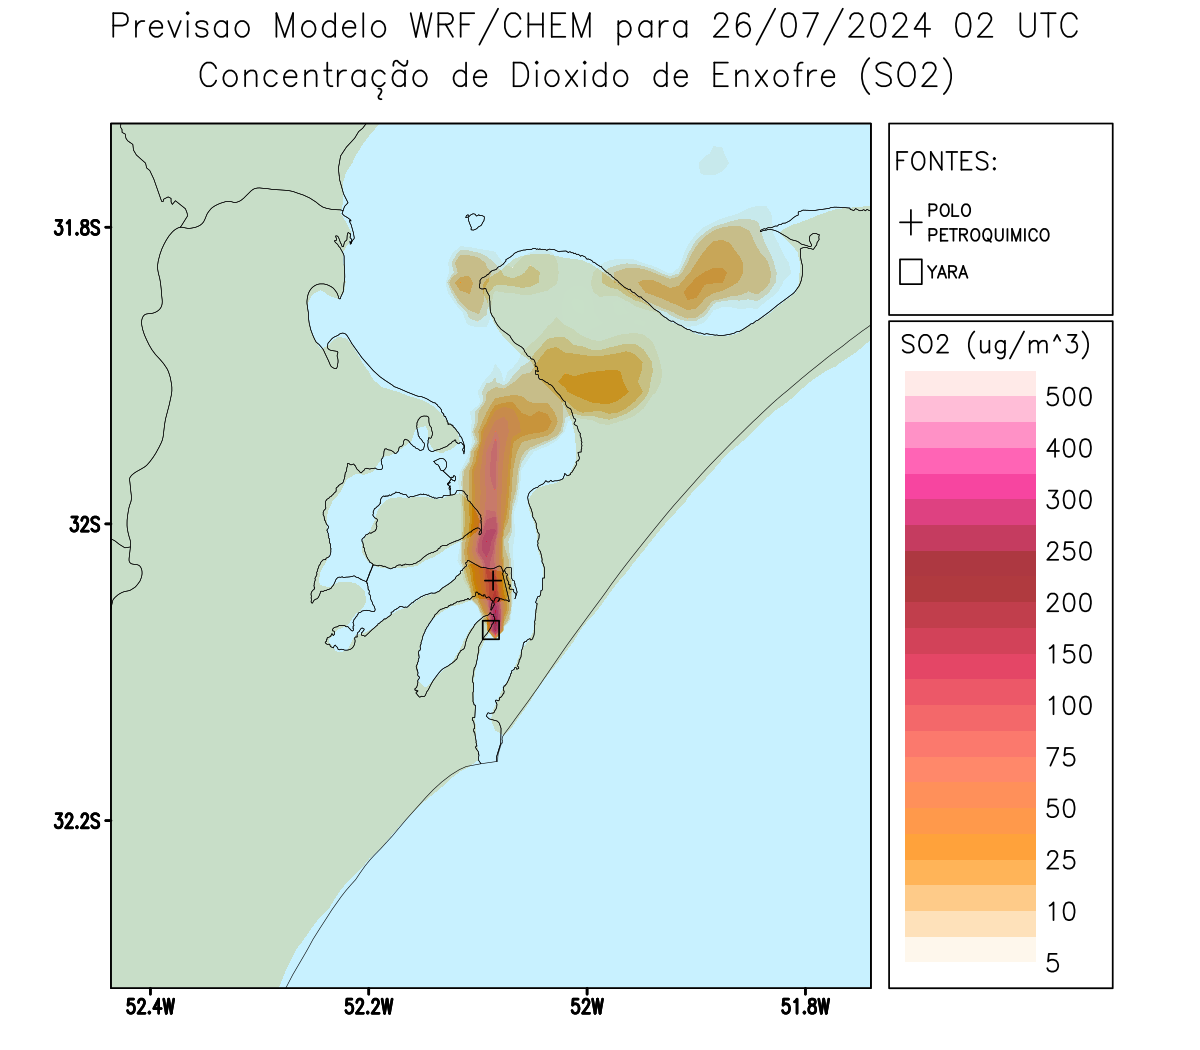 Previsao Modelo WRF/CHEM para 26/07/2024 02 UTC
Concentração de Dioxido de Enxofre (SO2)
FONTES:
POLO
PETROQUIMICO
YARA
31.8S
32S
32.2S
52.4W
52.2W
52W
51.8W
SO2 (ug/m^3)
500
400
300
250
200
150
100
75
50
25
10
5